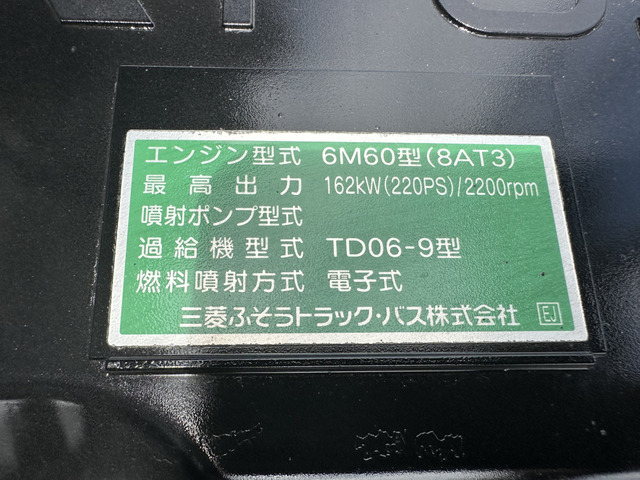 エンジン型式 6M60型(8AT3)
最高出力 162kW(220PS)/2200rpm
噴射ポンプ型式
過給機型式 TD06-9型
燃料噴射方式 電子式
三菱ふそうトラック・バス株式会社 EJ